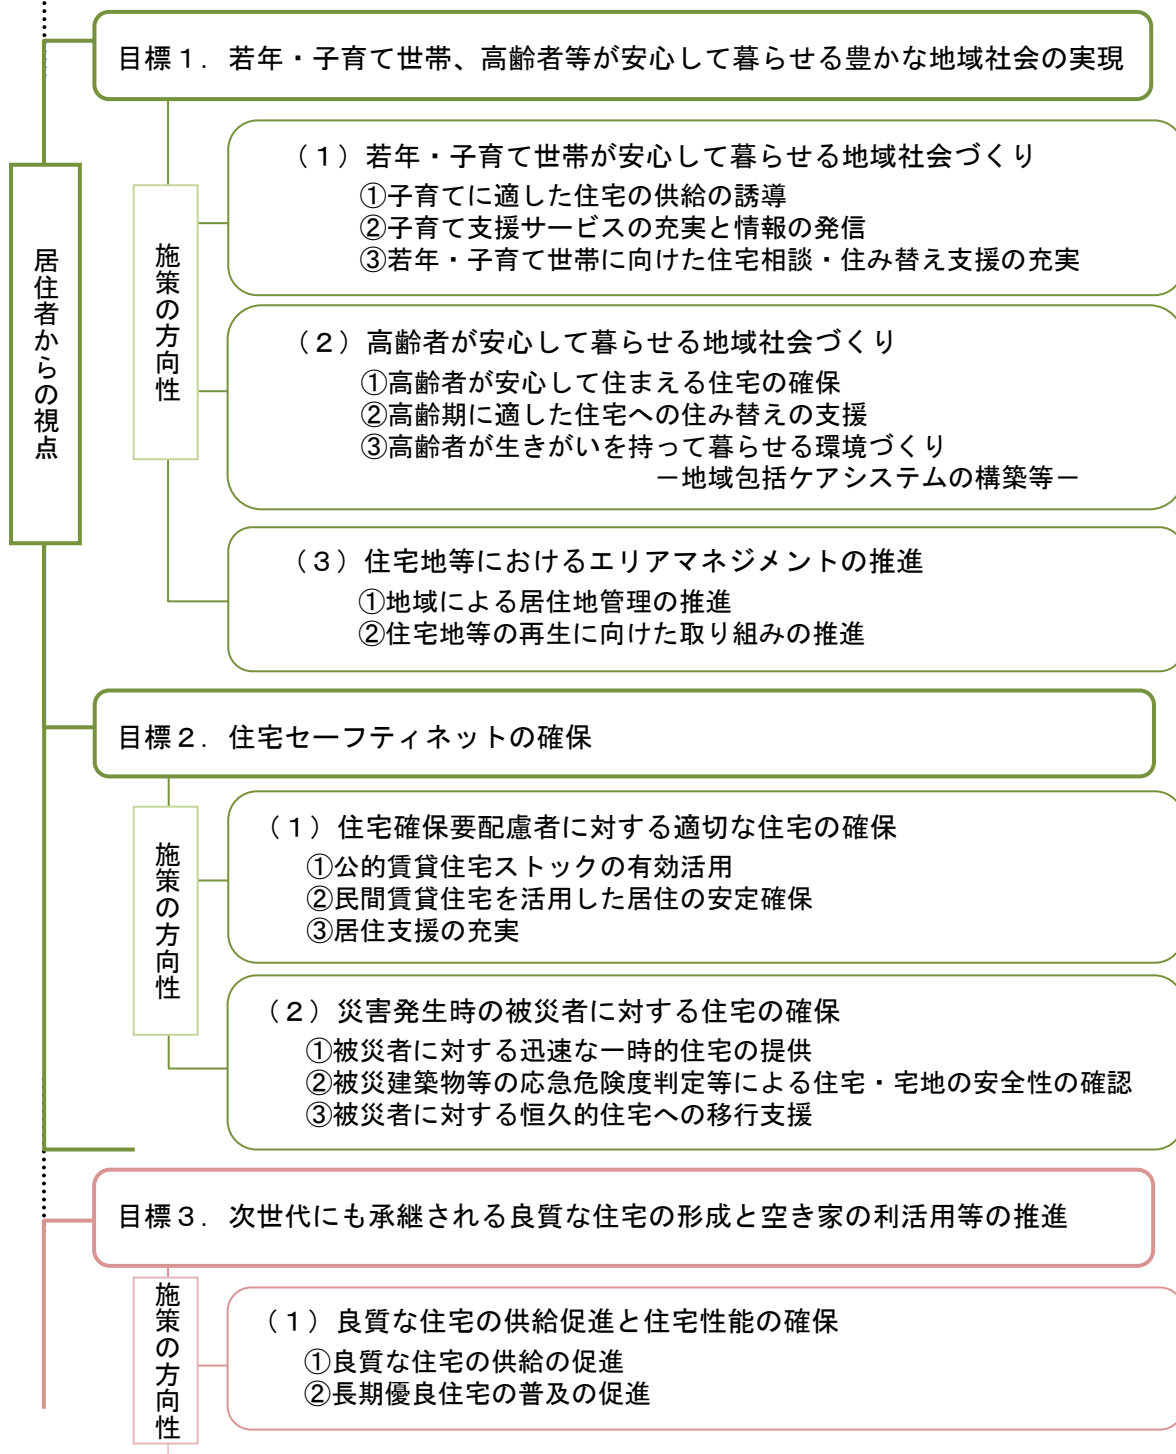 目標１．若年・子育て世帯、高齢者等が安心して暮らせる豊かな地域社会の実現
居住者からの視点
施策の方向性
（１）若年・子育て世帯が安心して暮らせる地域社会づくり
①子育てに適した住宅の供給の誘導
②子育て支援サービスの充実と情報の発信
③若年・子育て世帯に向けた住宅相談・住み替え支援の充実
（２）高齢者が安心して暮らせる地域社会づくり
①高齢者が安心して住まえる住宅の確保
②高齢期に適した住宅への住み替えの支援
③高齢者が生きがいを持って暮らせる環境づくり
－地域包括ケアシステムの構築等－
（３）住宅地等におけるエリアマネジメントの推進
①地域による居住地管理の推進
②住宅地等の再生に向けた取り組みの推進
目標２．住宅セーフティネットの確保
施策の方向性
（１）住宅確保要配慮者に対する適切な住宅の確保
①公的賃貸住宅ストックの有効活用
②民間賃貸住宅を活用した居住の安定確保
③居住支援の充実
（２）災害発生時の被災者に対する住宅の確保
①被災者に対する迅速な一時的住宅の提供
②被災建築物等の応急危険度判定等による住宅・宅地の安全性の確認
③被災者に対する恒久的住宅への移行支援
目標３．次世代にも承継される良質な住宅の形成と空き家の利活用等の推進
施策の方向性
（１）良質な住宅の供給促進と住宅性能の確保
①良質な住宅の供給の促進
②長期優良住宅の普及の促進